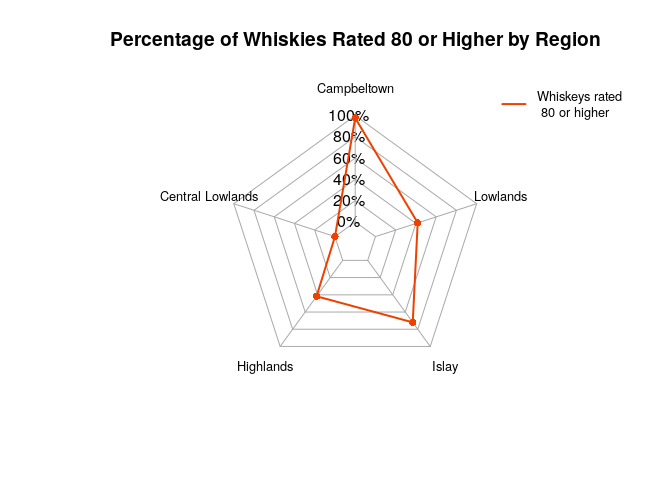 Percentage of Whiskies Rated 80 or Higher by Region
Campbeltown
Whiskeys rated
80 or higher
100%
80%
60%
40%
20%
0%
Central Lowlands
Lowlands
Highlands
Islay